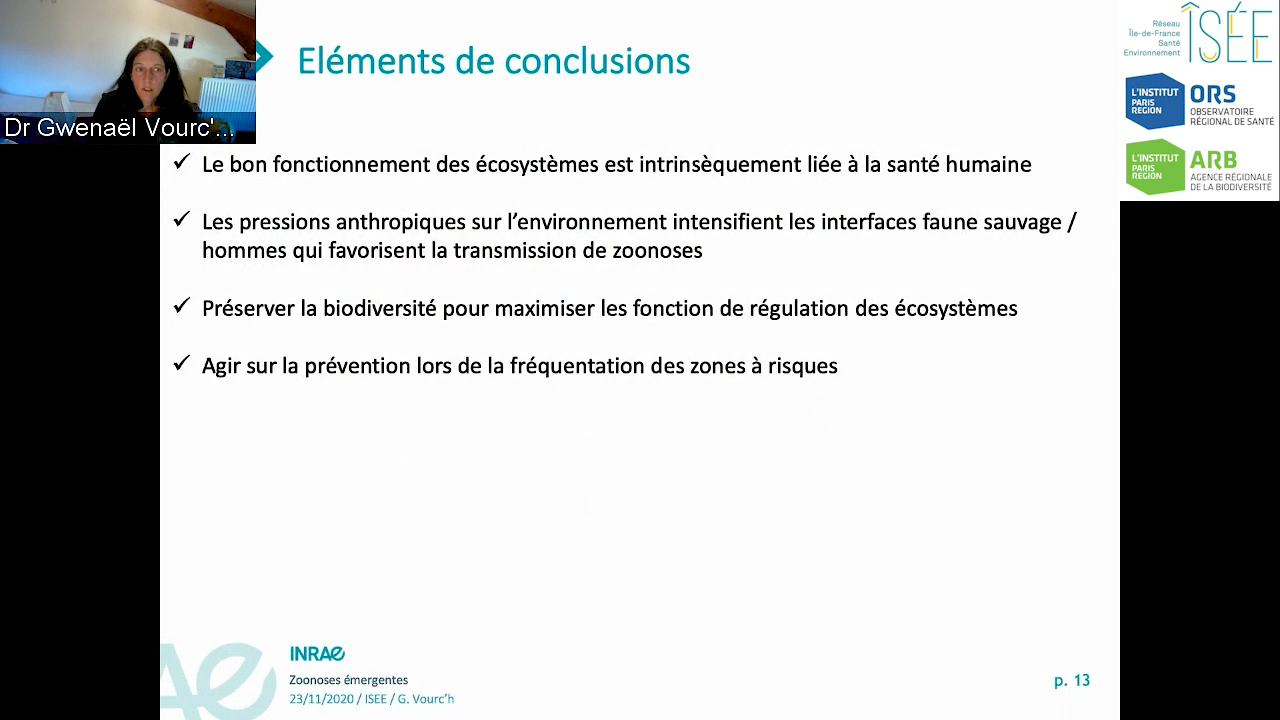 Eléments de conclusions
Dr Gwenaël Vourc'...
Réseau
Île-de-France
Santé
Environnement
ÎSÉE
L'INSTITUT
PARIS
REGION
ORS
OBSERVATOIRE
RÉGIONAL DE SANTÉ
L'INSTITUT
PARIS
REGION
ARB
AGENCE RÉGIONALE
DE LA BIODIVERSITÉ
✓ Le bon fonctionnement des écosystèmes est intrinsèquement liée à la santé humaine
✓ Les pressions anthropiques sur l’environnement intensifient les interfaces faune sauvage /
hommes qui favorisent la transmission de zoonoses
✓ Préserver la biodiversité pour maximiser les fonction de régulation des écosystèmes
✓ Agir sur la prévention lors de la fréquentation des zones à risques
INRAE
Zoonoses émergentes
23/11/2020 / ISEE / G. Vourc’h
p. 13